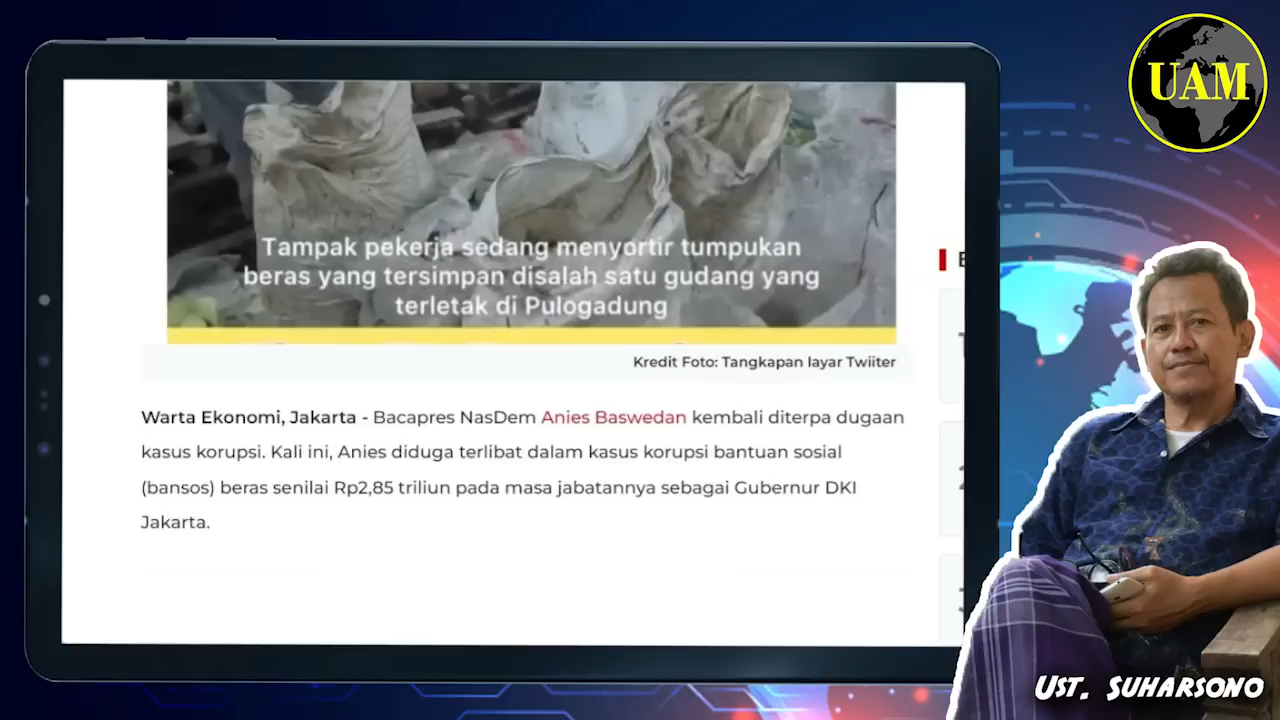 UAM
Tampak pekerja sedang menyortir tumpukan
beras yang tersimpan disalah satu gudang yang
terletak di Pulogadung
Kredit Foto: Tangkapan layar Twiiter
Warta Ekonomi, Jakarta - Bacapres NasDem Anies Baswedan kembali diterpa dugaan
kasus korupsi. Kali ini, Anies diduga terlibat dalam kasus korupsi bantuan sosial
(bansos) beras senilai Rp2,85 triliun pada masa jabatannya sebagai Gubernur DKI
Jakarta.
Ust. Suharsono